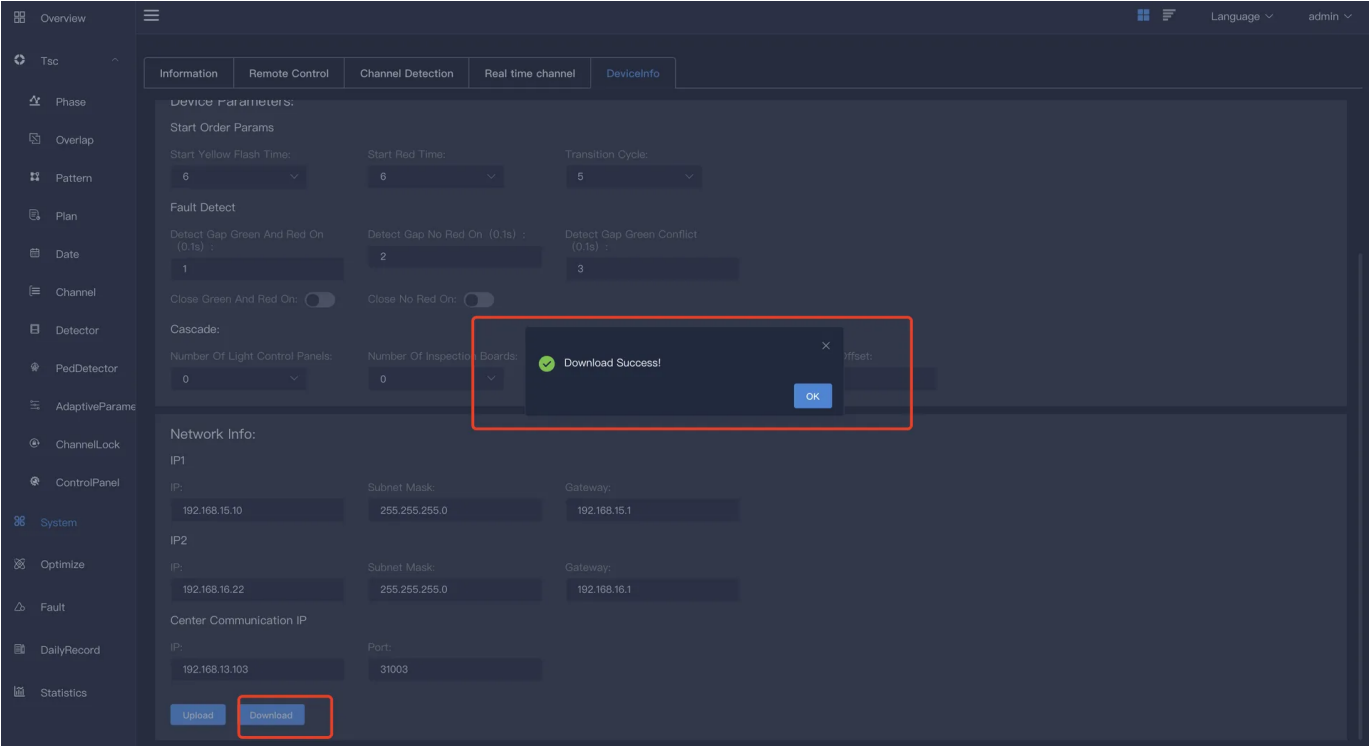 Overview
Language
admin
Tsc
Phase
Overlap
Pattern
Plan
Date
Channel
Detector
PedDetector
AdaptiveParame
ChannelLock
ControlPanel
System
Optimize
Fault
DailyRecord
Statistics
Information
Remote Control
Channel Detection
Real time channel
DeviceInfo
Device Parameters:
Start Order Params
Start Yellow Flash Time:
Start Red Time:
Transition Cycle:
6
6
5
Fault Detect
Detect Gap Green And Red On
(0.1s) :
Detect Gap No Red On (0.1s) :
Detect Gap Green Conflict
(0.1s) :
1
2
3
Close Green And Red On:
Close No Red On:
Cascade:
Number Of Light Control Panels:
Number Of Inspection Boards:
Offset:
0
0
Download Success!
OK
Network Info:
IP1
IP:
Subnet Mask:
Gateway:
192.168.15.10
255.255.255.0
192.168.15.1
IP2
IP:
Subnet Mask:
Gateway:
192.168.16.22
255.255.255.0
192.168.16.1
Center Communication IP
IP:
Port:
192.168.13.103
31003
Upload
Download